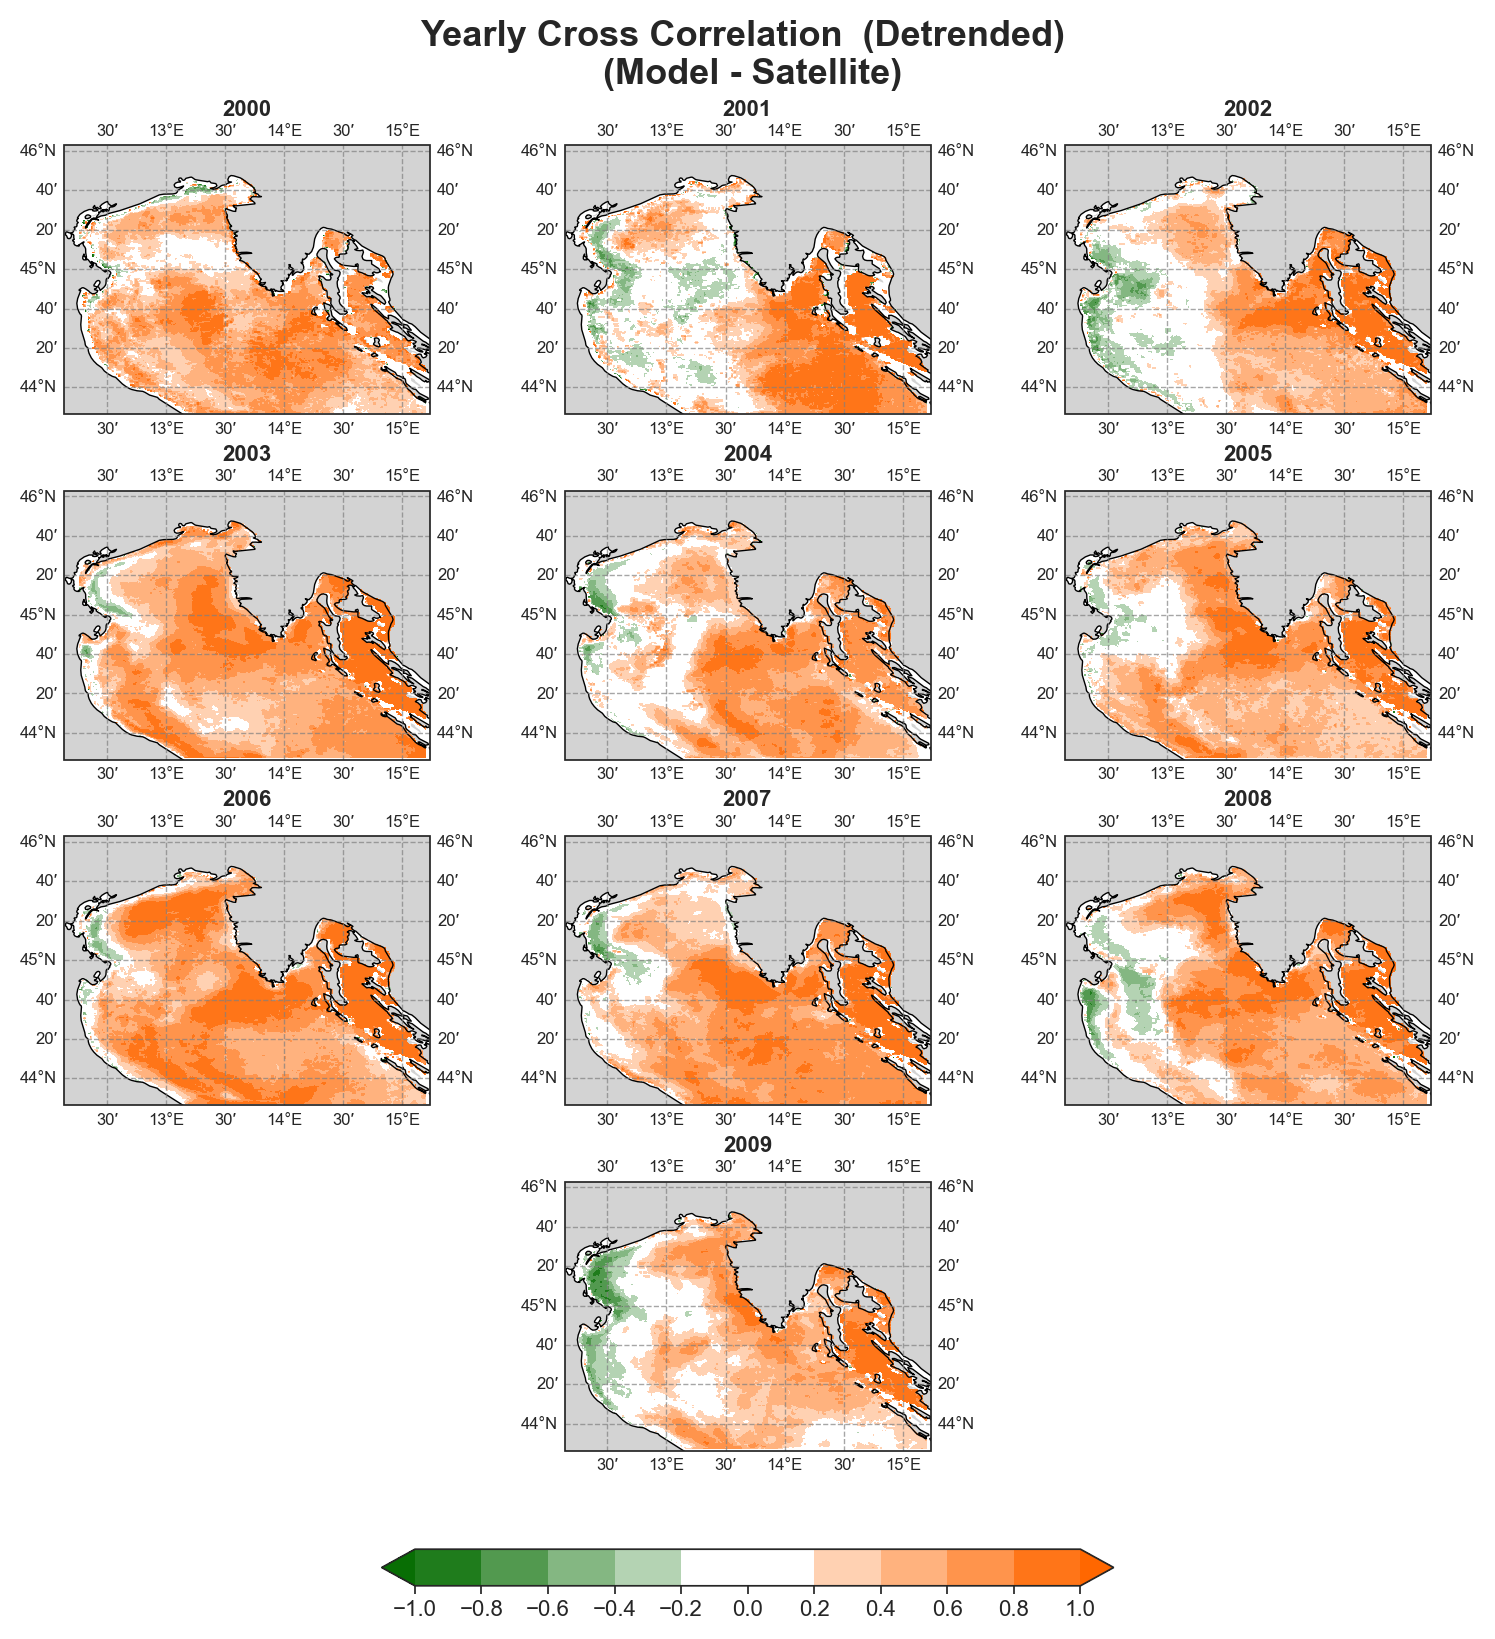 Yearly Cross Correlation  (Detrended)
(Model - Satellite)
2000 2001 2002
30′ 13°E 30′ 14°E 30′ 15°E 30′ 13°E 30′ 14°E 30′ 15°E 30′ 13°E 30′ 14°E 30′ 15°E
46°N 46°N 46°N 46°N 46°N 46°N
40′ 40′ 40′ 40′ 40′ 40′
20′ 20′ 20′ 20′ 20′ 20′
45°N 45°N 45°N 45°N 45°N 45°N
40′ 40′ 40′ 40′ 40′ 40′
20′ 20′ 20′ 20′ 20′ 20′
44°N 44°N 44°N 44°N 44°N 44°N
30′ 13°E 30′ 14°E 30′ 15°E 30′ 13°E 30′ 14°E 30′ 15°E 30′ 13°E 30′ 14°E 30′ 15°E
2003 2004 2005
30′ 13°E 30′ 14°E 30′ 15°E 30′ 13°E 30′ 14°E 30′ 15°E 30′ 13°E 30′ 14°E 30′ 15°E
46°N 46°N 46°N 46°N 46°N 46°N
40′ 40′ 40′ 40′ 40′ 40′
20′ 20′ 20′ 20′ 20′ 20′
45°N 45°N 45°N 45°N 45°N 45°N
40′ 40′ 40′ 40′ 40′ 40′
20′ 20′ 20′ 20′ 20′ 20′
44°N 44°N 44°N 44°N 44°N 44°N
30′ 13°E 30′ 14°E 30′ 15°E 30′ 13°E 30′ 14°E 30′ 15°E 30′ 13°E 30′ 14°E 30′ 15°E
2006 2007 2008
30′ 13°E 30′ 14°E 30′ 15°E 30′ 13°E 30′ 14°E 30′ 15°E 30′ 13°E 30′ 14°E 30′ 15°E
46°N 46°N 46°N 46°N 46°N 46°N
40′ 40′ 40′ 40′ 40′ 40′
20′ 20′ 20′ 20′ 20′ 20′
45°N 45°N 45°N 45°N 45°N 45°N
40′ 40′ 40′ 40′ 40′ 40′
20′ 20′ 20′ 20′ 20′ 20′
44°N 44°N 44°N 44°N 44°N 44°N
30′ 13°E 30′ 14°E 30′ 15°E 30′ 13°E 30′ 14°E 30′ 15°E 30′ 13°E 30′ 14°E 30′ 15°E
2009
30′ 13°E 30′ 14°E 30′ 15°E
46°N 46°N
40′ 40′
20′ 20′
45°N 45°N
40′ 40′
20′ 20′
44°N 44°N
30′ 13°E 30′ 14°E 30′ 15°E
−1.0 −0.8 −0.6 −0.4 −0.2 0.0 0.2 0.4 0.6 0.8 1.0